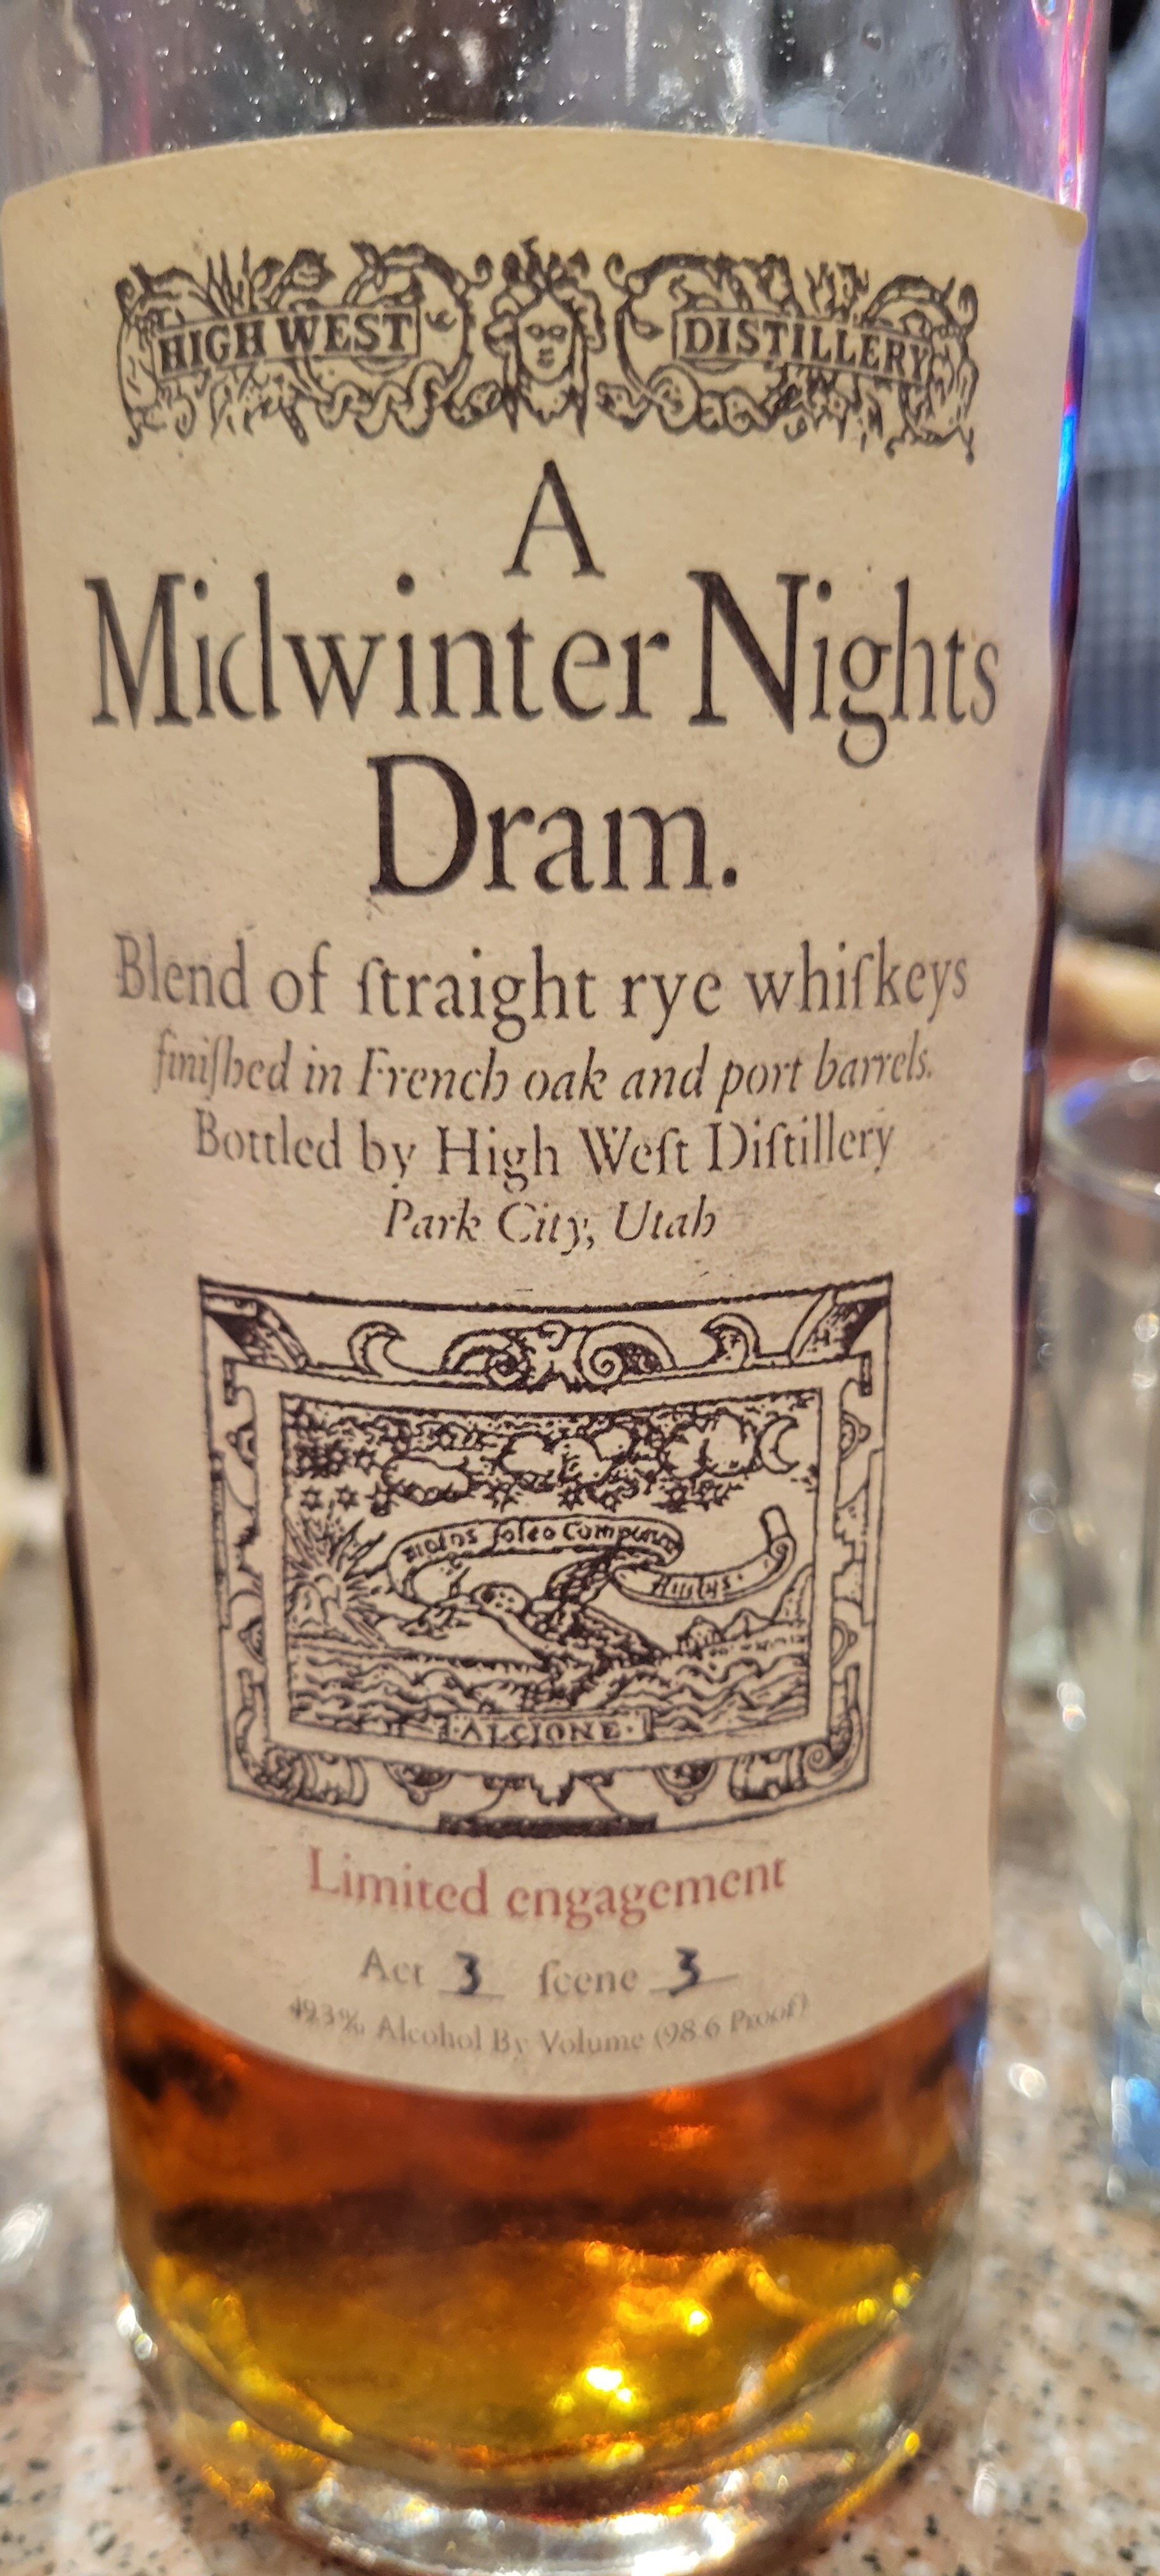 HIGH WEST DISTILLERY
A
Midwinter Nights
Dram.
Blend of ſtraight rye whiſkeys
finiſhed in French oak and port barrels.
Bottled by High Weſt Diſtillery
Park City, Utah
ſoleo
ALCIONE
Limited engagement
Act 3 ſcene 3
49.3% Alcohol By Volume (98.6 Proof)